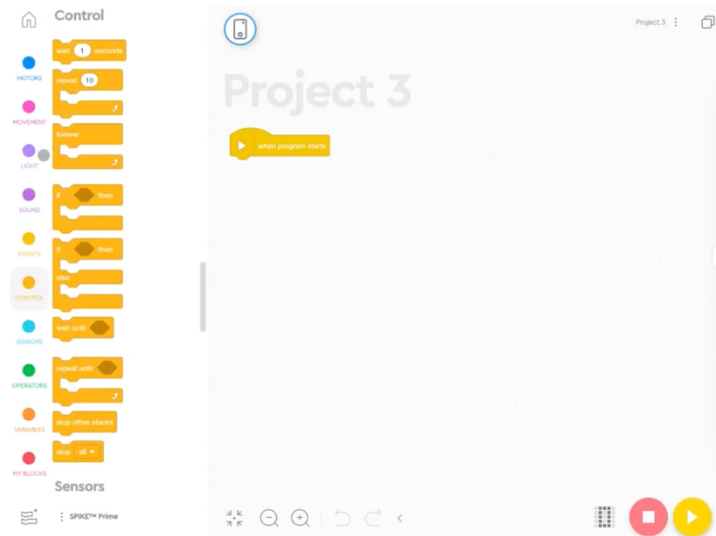 Control
Project 3
wait 1 seconds
MOTORS
repeat 10
Project 3
MOVEMENT
forever
when program starts
LIGHT
if then
SOUND
EVENTS
if then
else
CONTROL
wait until
SENSORS
repeat until
OPERATORS
VARIABLES
stop other stacks
stop all
MY BLOCKS
Sensors
SPIKE™ Prime